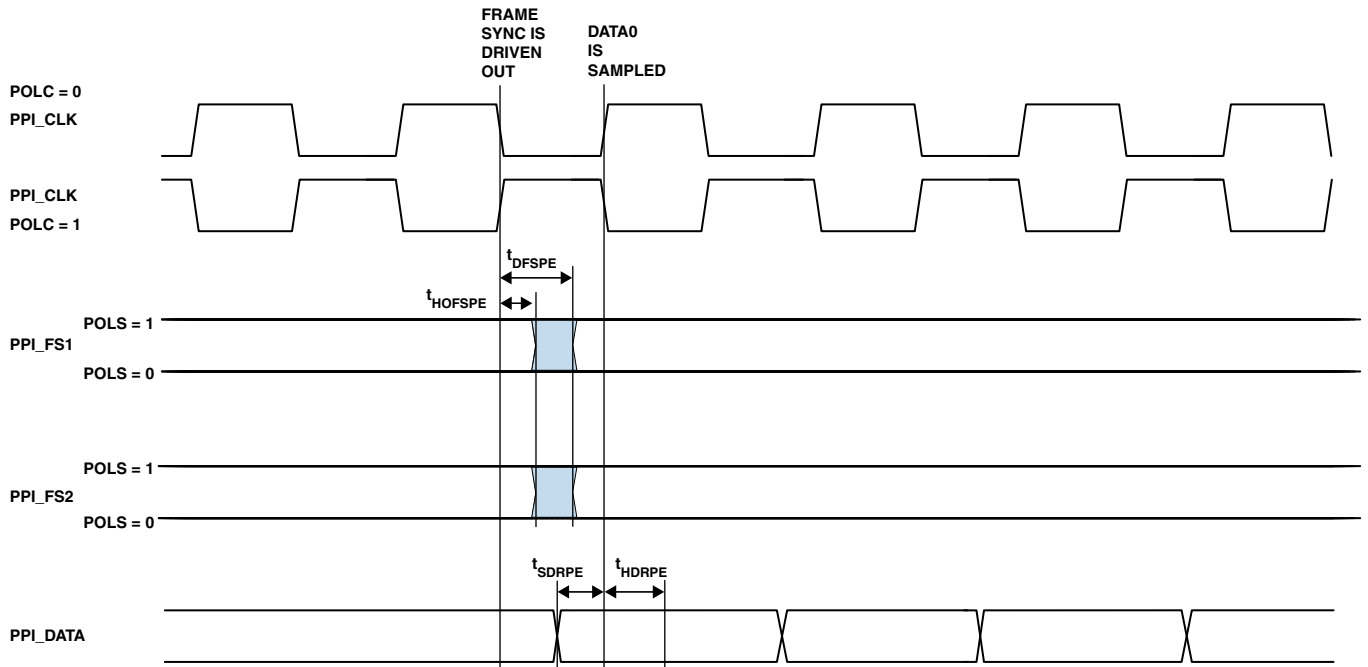 FRAME
SYNC IS
DRIVEN
OUT
DATA0
IS
SAMPLED
POLC = 0
PPI_CLK
PPI_CLK
POLC = 1
tDFSPE
tHOFSPE
POLS = 1
PPI_FS1
POLS = 0
POLS = 1
PPI_FS2
POLS = 0
tSDRPE
tHDRPE
PPI_DATA